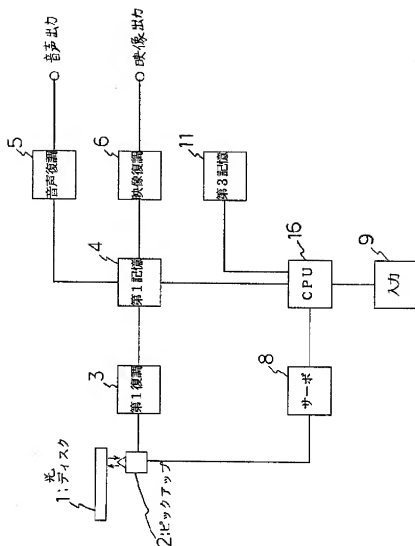 1:光ディスク
2:ピックアップ
3
第1復調
4
第1記憶
5
音声復調
音声出力
6
映像復調
映像出力
11
第3記憶
16
CPU
8
サーボ
9
入力